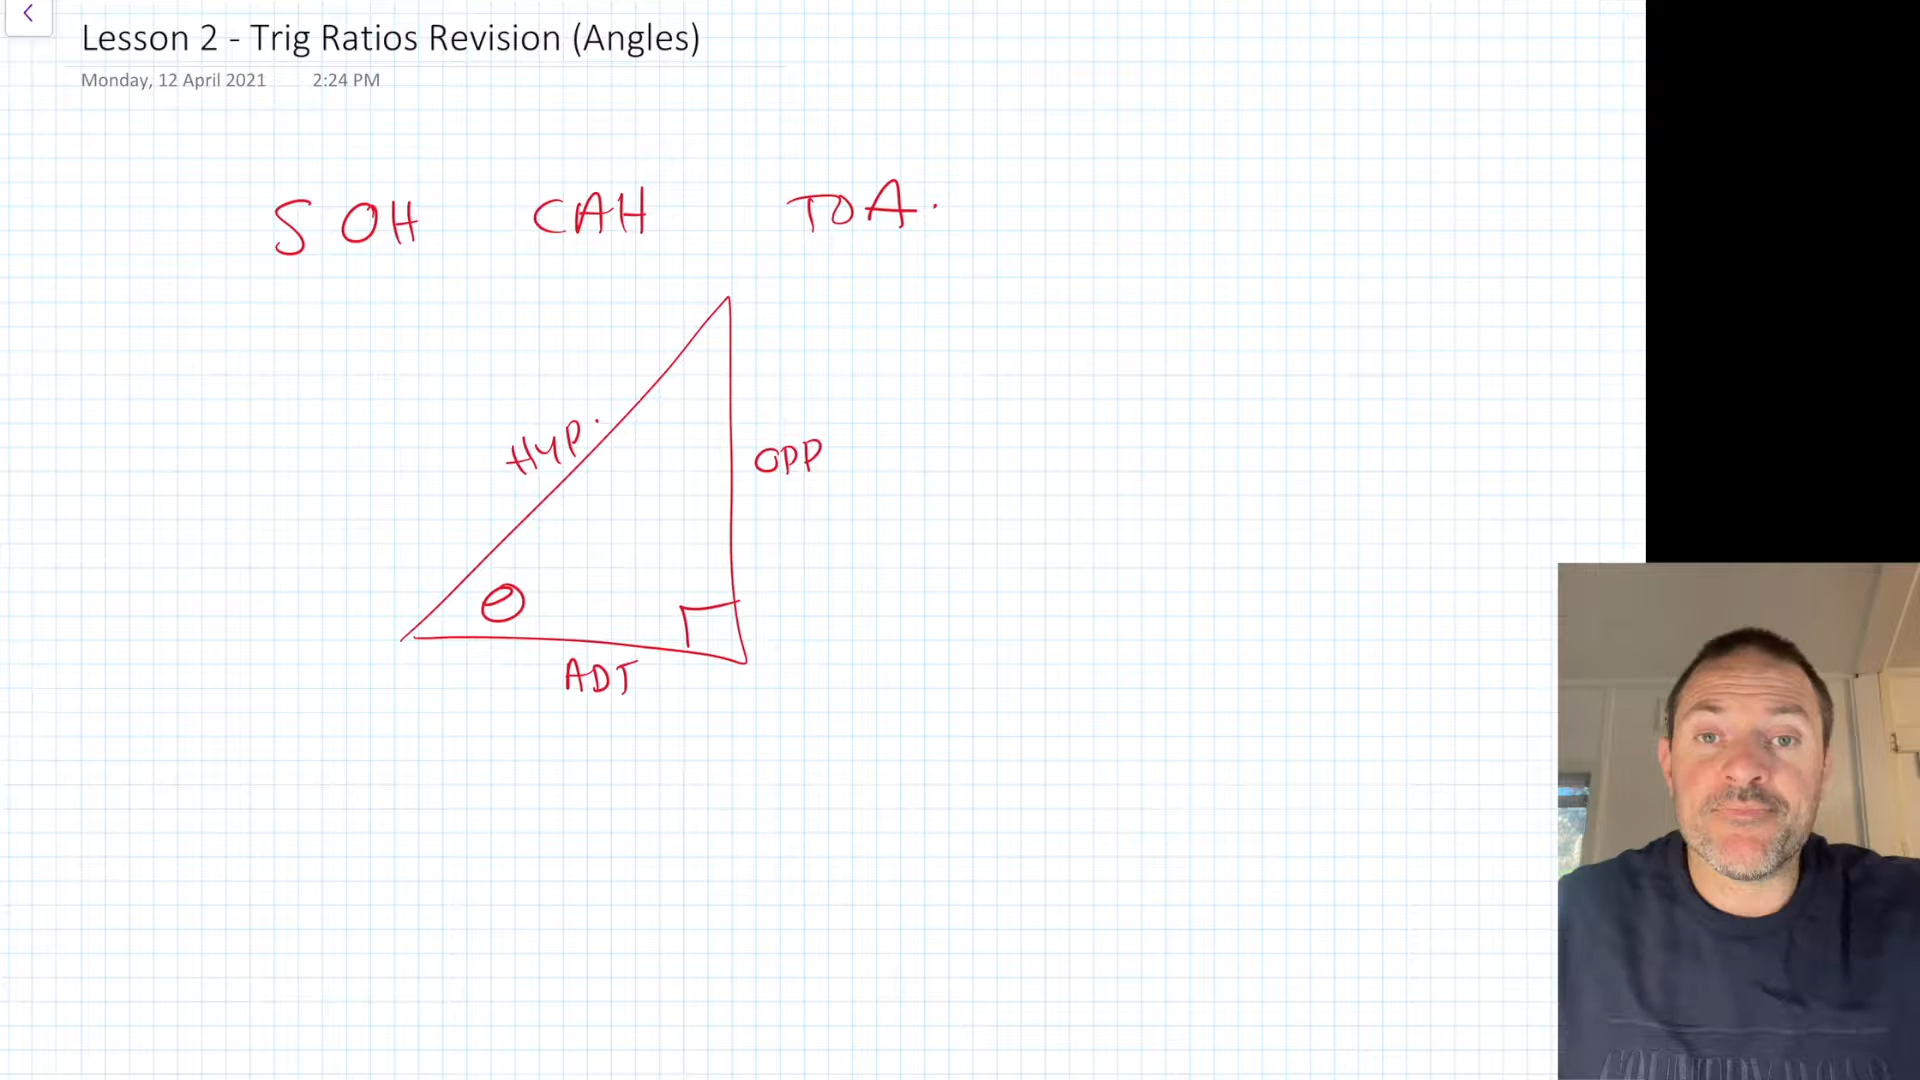 Lesson 2 - Trig Ratios Revision (Angles)
Monday, 12 April 2021 2:24 PM
SOH CAH TOA.
HYP.
OPP
θ
ADJ